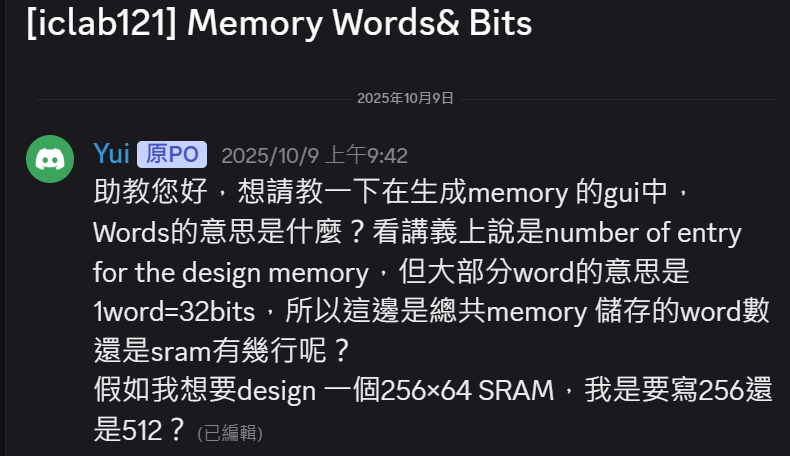 [iclab121] Memory Words& Bits
2025年10月9日
Yui 原PO 2025/10/9 上午9:42
助教您好，想請教一下在生成memory 的gui中，
Words的意思是什麼？看講義上說是number of entry
for the design memory，但大部分word的意思是
1word=32bits，所以這邊是總共memory 儲存的word數
還是sram有幾行呢？
假如我想要design 一個256×64 SRAM，我是要寫256還
是512？ (已編輯)